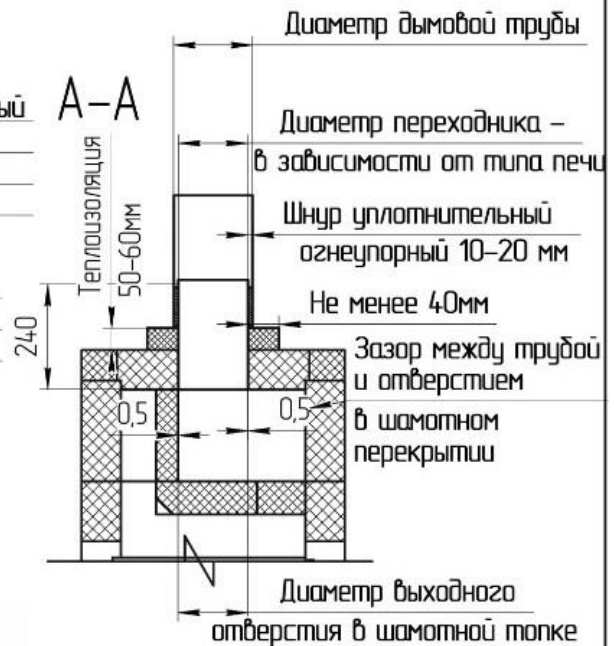 Диаметр дымовой трубы
ый
А-А
Диаметр переходника –
в зависимости от типа печи
Теплоизоляция
50-60мм
Шнур уплотнительный
огнеупорный 10-20 мм
Не менее 40мм
240
Зазор между трубой
и отверстием
в шамотном
перекрытии
0,5
0,5
Диаметр выходного
отверстия в шамотной топке